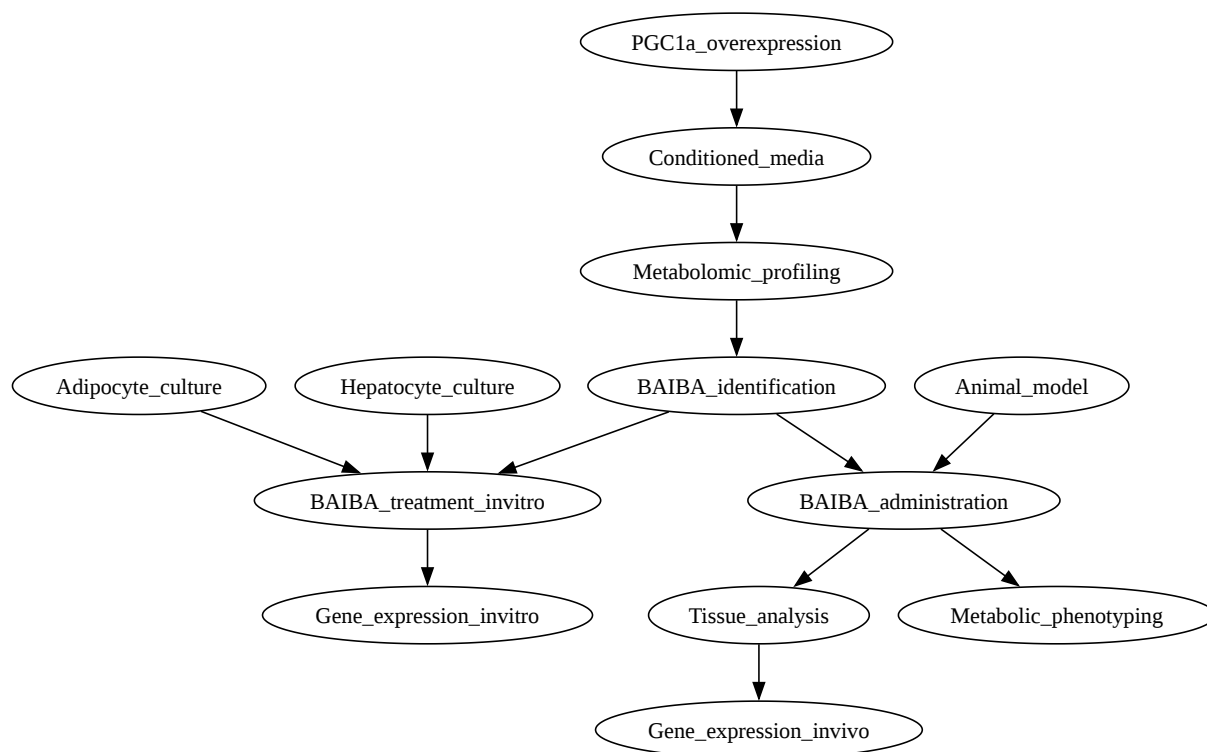 PGC1a_overexpression
Conditioned_media
Metabolomic_profiling
Adipocyte_culture
Hepatocyte_culture
BAIBA_identification
Animal_model
BAIBA_treatment_invitro
BAIBA_administration
Gene_expression_invitro
Tissue_analysis
Metabolic_phenotyping
Gene_expression_invivo